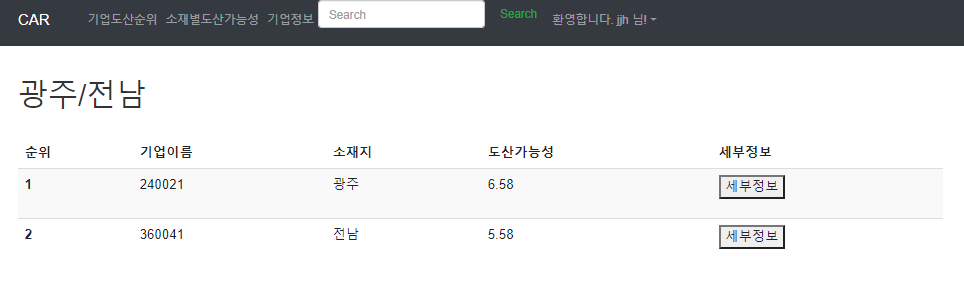 CAR 기업도산순위 소재별도산가능성 기업정보 Search Search 환영합니다. jjh 님!
광주/전남
순위 기업이름 소재지 도산가능성 세부정보
1 240021 광주 6.58 세부정보
2 360041 전남 5.58 세부정보